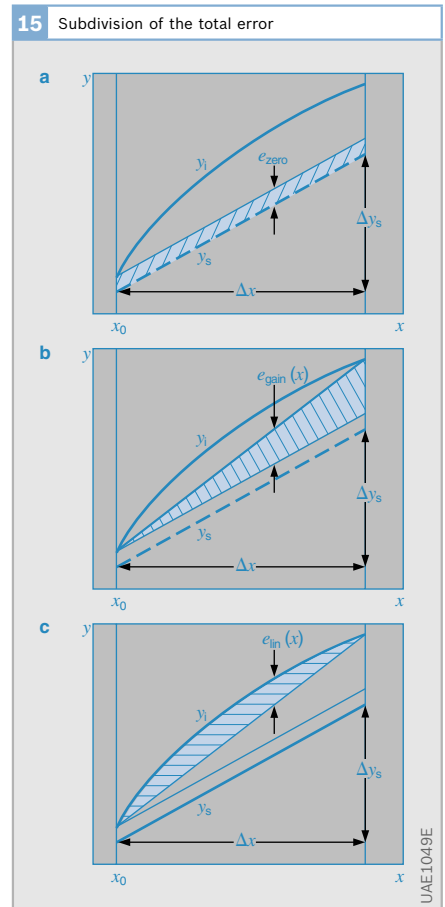 15 Subdivision of the total error
a
y
yi
ezero
ys
Δys
Δx
x0 x
b
y
egain (x)
yi
Δys
ys
Δx
x0 x
c
y
elin (x)
yi
Δys
ys
Δx
x0 x
UAE1049E